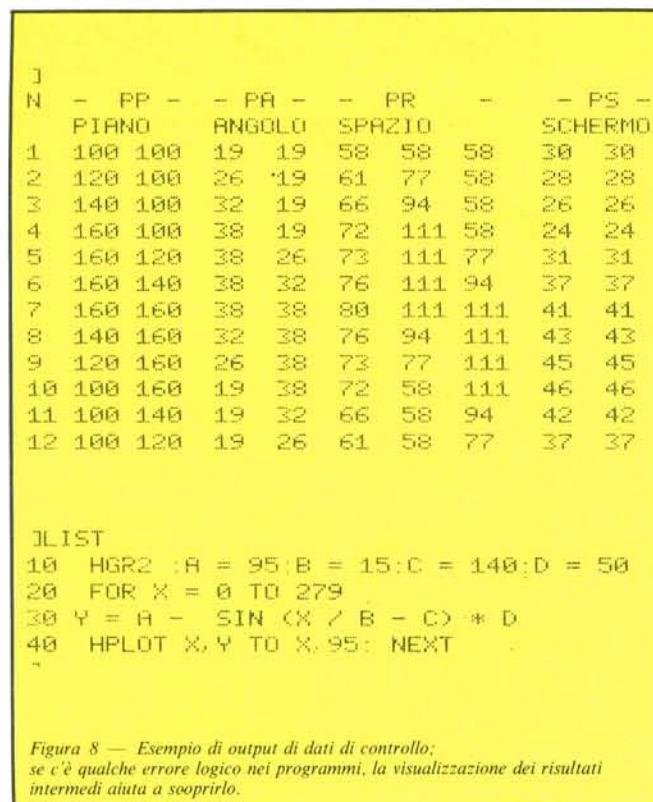 ]
N - PP - - PA - - PR - - PS -
PIANO ANGOLO SPAZIO SCHERMO
1 100 100 19 19 58 58 58 30 30
2 120 100 26 19 61 77 58 28 28
3 140 100 32 19 66 94 58 26 26
4 160 100 38 19 72 111 58 24 24
5 160 120 38 26 73 111 77 31 31
6 160 140 38 32 76 111 94 37 37
7 160 160 38 38 80 111 111 41 41
8 140 160 32 38 76 94 111 43 43
9 120 160 26 38 73 77 111 45 45
10 100 160 19 38 72 58 111 46 46
11 100 140 19 32 66 58 94 42 42
12 100 120 19 26 61 58 77 37 37
]LIST
10 HGR2 :A = 95:B = 15:C = 140:D = 50
20 FOR X = 0 TO 279
30 Y = A - SIN (X / B - C) * D
40 HPLOT X,Y TO X,95: NEXT
]
Figura 8 — Esempio di output di dati di controllo;
se c'è qualche errore logico nei programmi, la visualizzazione dei risultati
intermedi aiuta a sooprirlo.